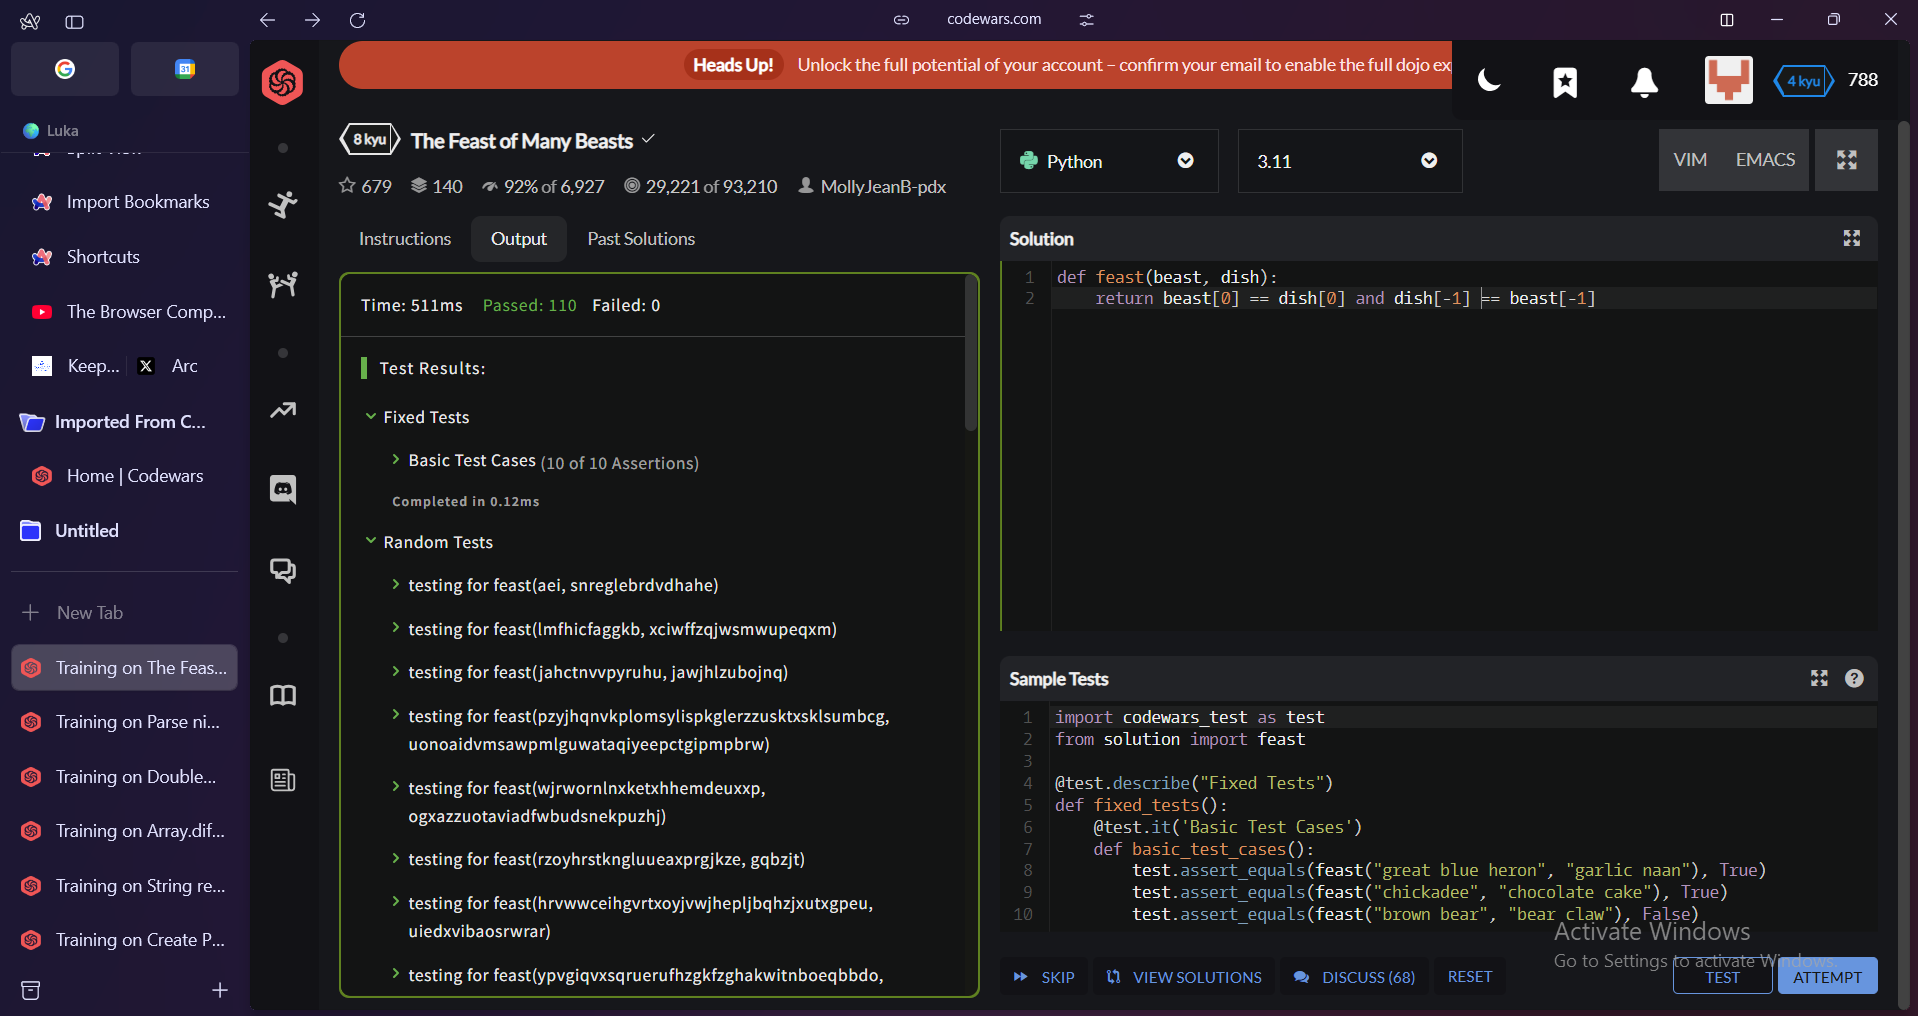 codewars.com
31
Luka
Import Bookmarks
Shortcuts
The Browser Comp...
Keep...
X
Arc
Imported From C...
Home | Codewars
Untitled
New Tab
Training on The Feas...
Training on Parse ni...
Training on Double...
Training on Array.dif...
Training on String re...
Training on Create P...
Heads Up! Unlock the full potential of your account – confirm your email to enable the full dojo ex
4 kyu 788
8 kyu The Feast of Many Beasts
679 140 92% of 6,927 29,221 of 93,210 MollyJeanB-pdx
Instructions Output Past Solutions
Time: 511ms Passed: 110 Failed: 0
Test Results:
Fixed Tests
Basic Test Cases (10 of 10 Assertions)
Completed in 0.12ms
Random Tests
testing for feast(aei, snreglebrdvdhahe)
testing for feast(lmfhicfaggkb, xciwffzqjwsmwupeqxm)
testing for feast(jahctnvvpyruhu, jawjhlzubojnq)
testing for feast(pzyjhqnvkplomsylispkglerzzusktxsklsumbcg,
uonoaidvmsawpmlguwataqiyeepctgipmpbrw)
testing for feast(wjrwornlnxketxhhemdeuxxp,
ogxazzuotaviadfwbudsnekpuzhj)
testing for feast(rzoyhrstkngluueaxprgjkze, gqbzjt)
testing for feast(hrvwwceihgvrtxoyjvwjhepljbqhzjxutxgpeu,
uiedxvibaosrwrar)
testing for feast(ypvgiqvxsqruerufhzgkfzghakwitnboeqbbdo,
Python 3.11 VIM EMACS
Solution
1 def feast(beast, dish):
2     return beast[0] == dish[0] and dish[-1] == beast[-1]
Sample Tests
1 import codewars_test as test
2 from solution import feast
3
4 @test.describe("Fixed Tests")
5 def fixed_tests():
6     @test.it('Basic Test Cases')
7     def basic_test_cases():
8         test.assert_equals(feast("great blue heron", "garlic naan"), True)
9         test.assert_equals(feast("chickadee", "chocolate cake"), True)
10         test.assert_equals(feast("brown bear", "bear claw"), False)
Activate Windows
Go to Settings to activate Windows.
SKIP VIEW SOLUTIONS DISCUSS (68) RESET TEST ATTEMPT